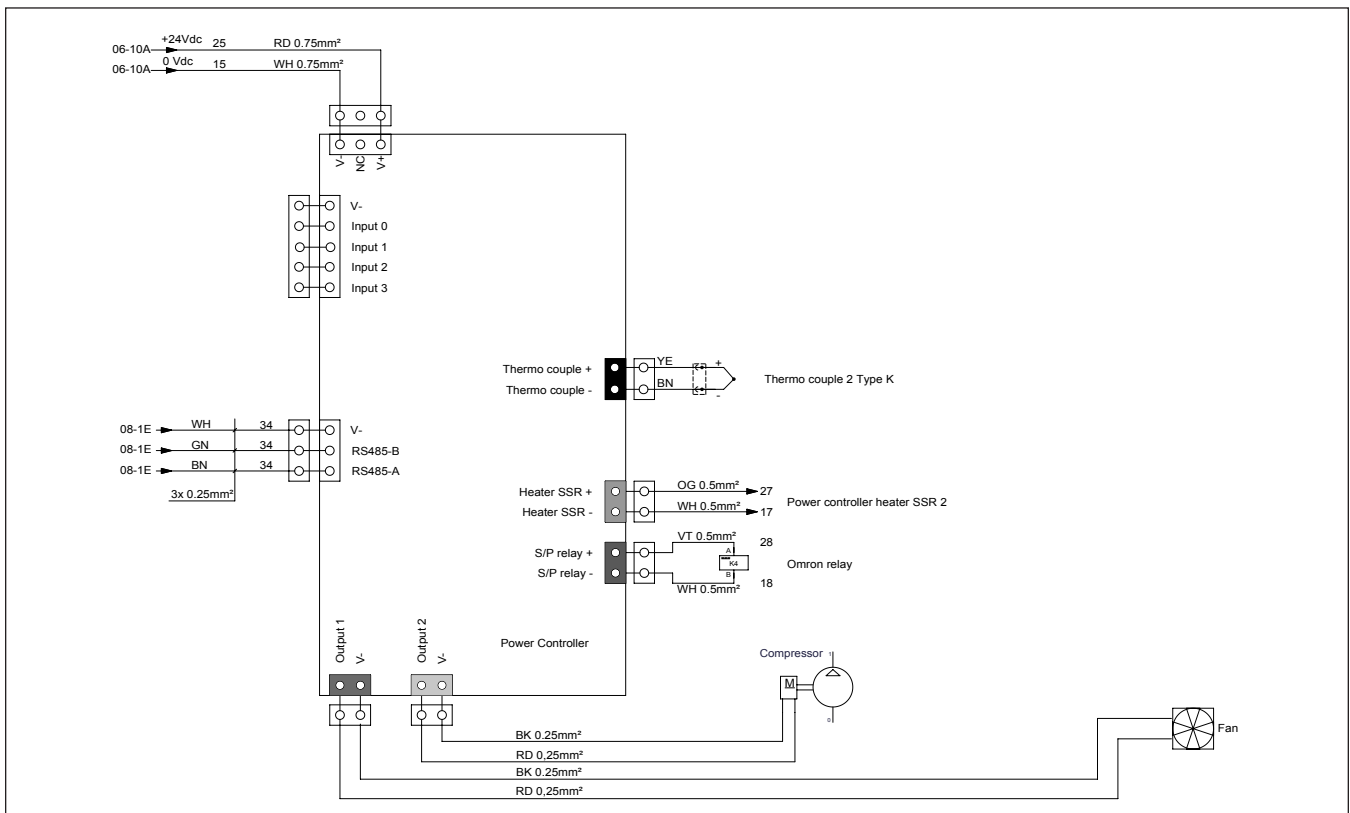 +24Vdc
06-10A 25 RD 0.75mm²
0 Vdc
06-10A 15 WH 0.75mm²
V-
NC
V+
V-
Input 0
Input 1
Input 2
Input 3
Thermo couple + YE +
Thermo couple 2 Type K
Thermo couple - BN -
08-1E WH 34 V-
08-1E GN 34 RS485-B
08-1E BN 34 RS485-A
3x 0.25mm²
Heater SSR + OG 0.5mm² 27
Power controller heater SSR 2
Heater SSR - WH 0.5mm² 17
VT 0.5mm² 28
S/P relay + A
K4 Omron relay
S/P relay - B
WH 0.5mm² 18
Output 1
V-
Output 2
V-
Power Controller
Compressor 1
M
0
Fan
BK 0.25mm²
RD 0,25mm²
BK 0.25mm²
RD 0,25mm²